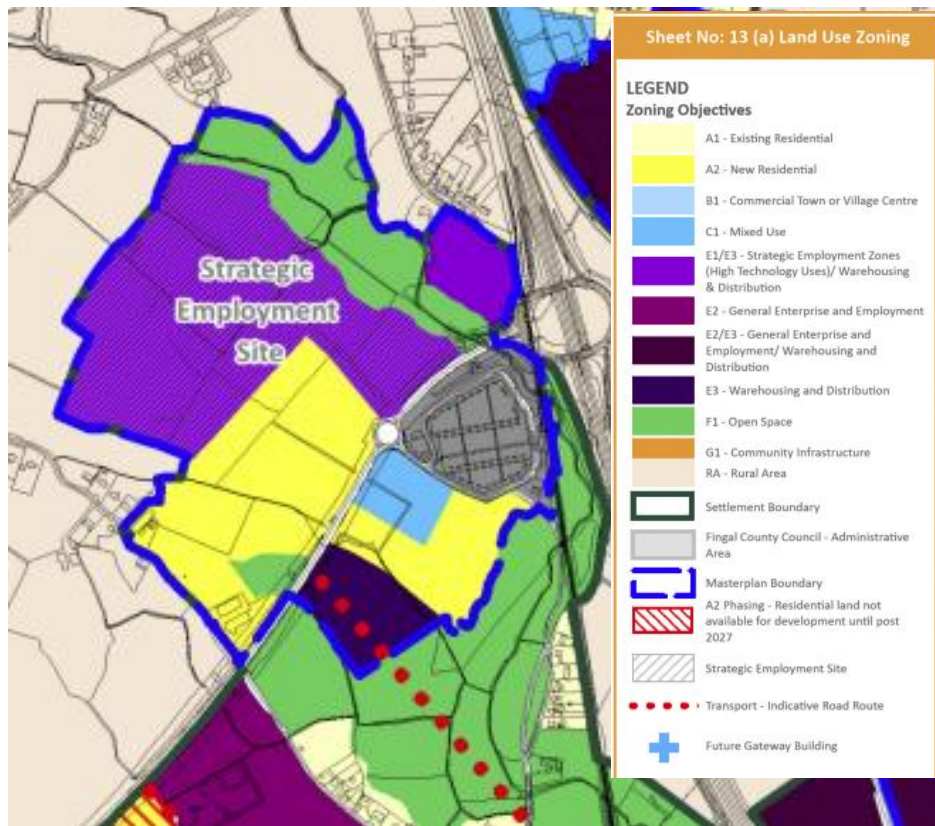 Sheet No: 13 (a) Land Use Zoning
LEGEND
Zoning Objectives
A1 - Existing Residential
A2 - New Residential
B1 - Commercial Town or Village Centre
C1 - Mixed Use
E1/E3 - Strategic Employment Zones
(High Technology Uses)/ Warehousing
& Distribution
E2 - General Enterprise and Employment
E2/E3 - General Enterprise and
Employment/ Warehousing and
Distribution
E3 - Warehousing and Distribution
F1 - Open Space
G1 - Community Infrastructure
RA - Rural Area
Settlement Boundary
Fingal County Council - Administrative
Area
Masterplan Boundary
A2 Phasing - Residential land not
available for development until post
2027
Strategic Employment Site
Transport - Indicative Road Route
Future Gateway Building
Strategic
Employment
Site